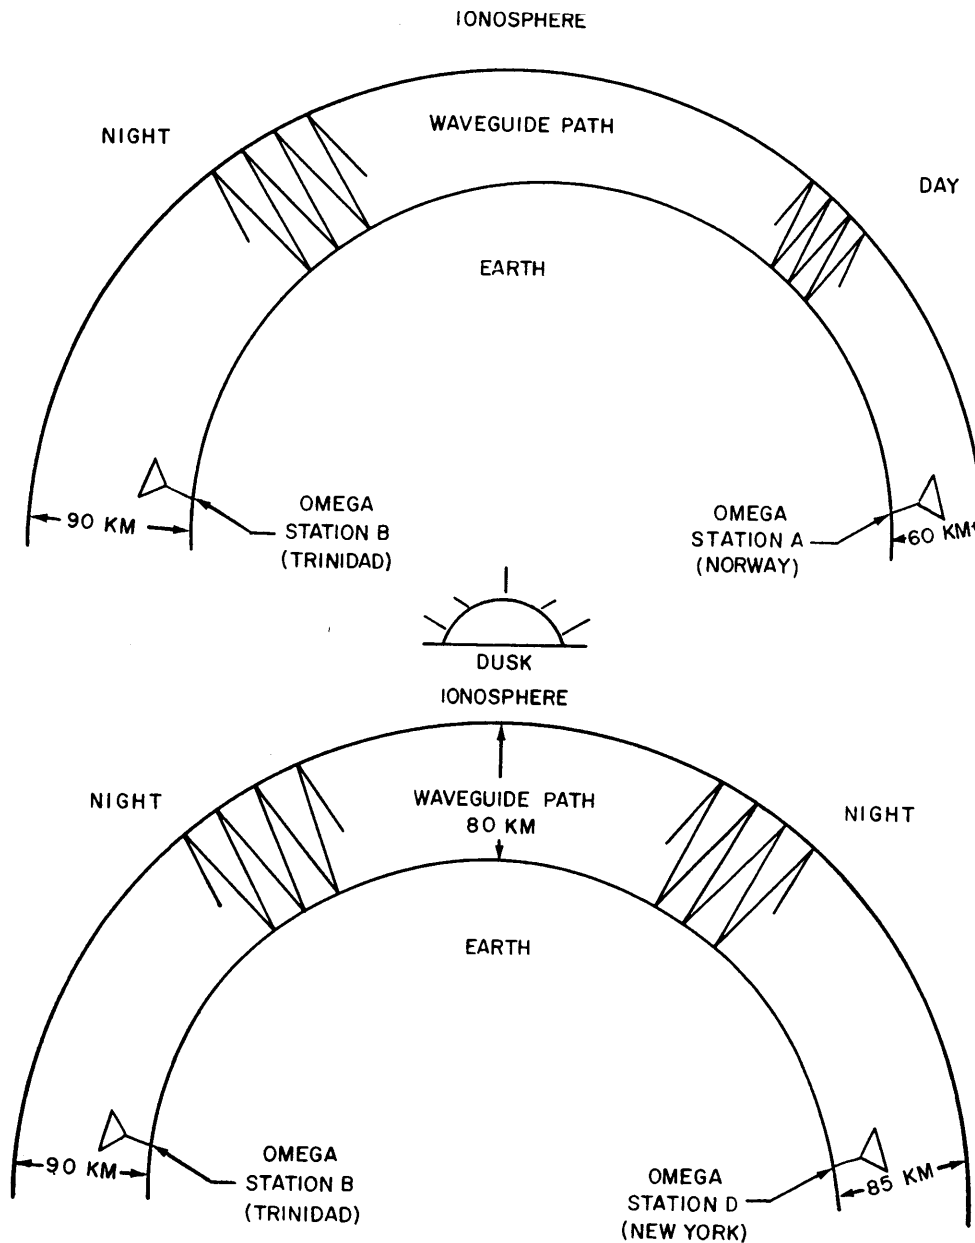 IONOSPHERE
NIGHT
WAVEGUIDE PATH
DAY
EARTH
90 KM
OMEGA
STATION B
(TRINIDAD)
OMEGA
STATION A
(NORWAY)
60 KM
DUSK
IONOSPHERE
NIGHT
WAVEGUIDE PATH
80 KM
NIGHT
EARTH
90 KM
OMEGA
STATION B
(TRINIDAD)
OMEGA
STATION D
(NEW YORK)
85 KM